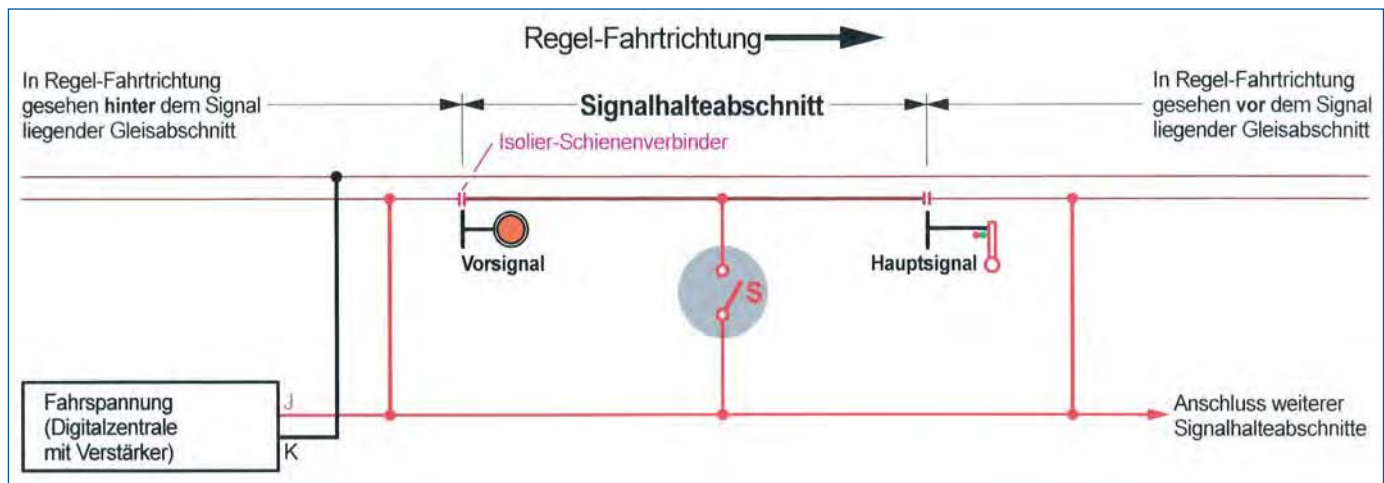 Regel-Fahrtrichtung
In Regel-Fahrtrichtung
gesehen hinter dem Signal
liegender Gleisabschnitt
Signalhalteabschnitt
In Regel-Fahrtrichtung
gesehen vor dem Signal
liegender Gleisabschnitt
Isolier-Schienenverbinder
Vorsignal
Hauptsignal
S
Fahrspannung
(Digitalzentrale
mit Verstärker)
J
K
Anschluss weiterer
Signalhalteabschnitte